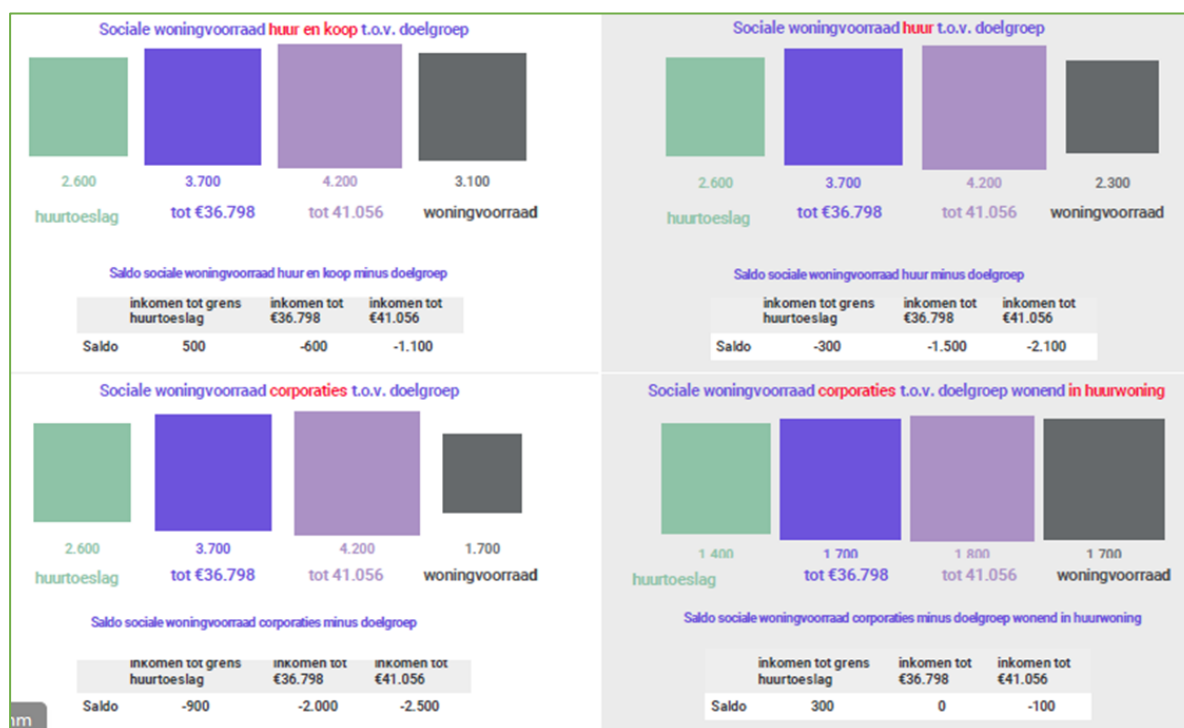 Sociale woningvoorraad huur en koop t.o.v. doelgroep
2.600 3.700 4.200 3.100
huurtoeslag tot €36.798 tot 41.056 woningvoorraad
Saldo sociale woningvoorraad huur en koop minus doelgroep
inkomen tot grens inkomen tot inkomen tot
huurtoeslag €36.798 €41.056
Saldo 500 -600 -1.100
Sociale woningvoorraad huur t.o.v. doelgroep
2.600 3.700 4.200 2.300
huurtoeslag tot €36.798 tot 41.056 woningvoorraad
Saldo sociale woningvoorraad huur minus doelgroep
inkomen tot grens inkomen tot inkomen tot
huurtoeslag €36.798 €41.056
Saldo -300 -1.500 -2.100
Sociale woningvoorraad corporaties t.o.v. doelgroep
2.600 3.700 4.200 1.700
huurtoeslag tot €36.798 tot 41.056 woningvoorraad
Saldo sociale woningvoorraad corporaties minus doelgroep
inkomen tot grens inkomen tot inkomen tot
huurtoeslag €36.798 €41.056
Saldo -900 -2.000 -2.500
Sociale woningvoorraad corporaties t.o.v. doelgroep wonend in huurwoning
1.400 1.700 1.800 1.700
huurtoeslag tot €36.798 tot 41.056 woningvoorraad
Saldo sociale woningvoorraad corporaties minus doelgroep wonend in huurwoning
inkomen tot grens inkomen tot inkomen tot
huurtoeslag €36.798 €41.056
Saldo 300 0 -100